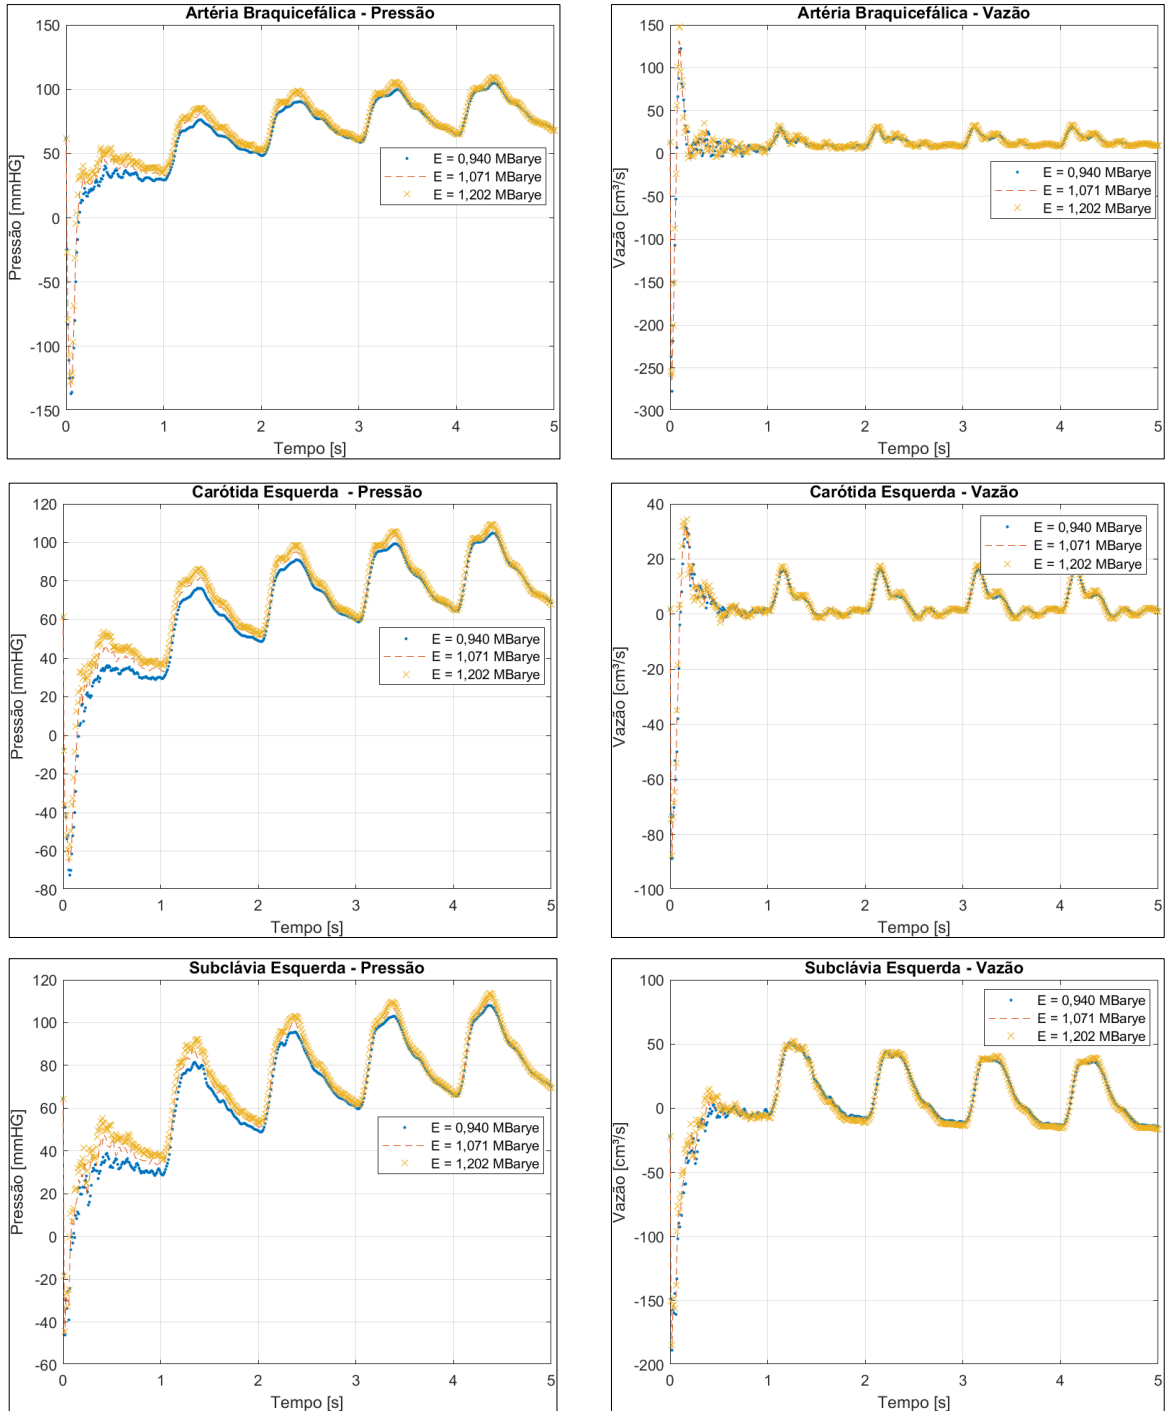 Artéria Braquicefálica - Pressão
150
100
50
0
-50
-100
-150
Pressão [mmHG]
E = 0,940 MBarye
E = 1,071 MBarye
E = 1,202 MBarye
0 1 2 3 4 5
Tempo [s]
Artéria Braquicefálica - Vazão
150
100
50
0
-50
-100
-150
-200
-250
-300
Vazão [cm³/s]
E = 0,940 MBarye
E = 1,071 MBarye
E = 1,202 MBarye
0 1 2 3 4 5
Tempo [s]
Carótida Esquerda - Pressão
120
100
80
60
40
20
0
-20
-40
-60
-80
Pressão [mmHG]
E = 0,940 MBarye
E = 1,071 MBarye
E = 1,202 MBarye
0 1 2 3 4 5
Tempo [s]
Carótida Esquerda - Vazão
40
20
0
-20
-40
-60
-80
-100
Vazão [cm³/s]
E = 0,940 MBarye
E = 1,071 MBarye
E = 1,202 MBarye
0 1 2 3 4 5
Tempo [s]
Subclávia Esquerda - Pressão
120
100
80
60
40
20
0
-20
-40
-60
Pressão [mmHG]
E = 0,940 MBarye
E = 1,071 MBarye
E = 1,202 MBarye
0 1 2 3 4 5
Tempo [s]
Subclávia Esquerda - Vazão
100
50
0
-50
-100
-150
-200
Vazão [cm³/s]
E = 0,940 MBarye
E = 1,071 MBarye
E = 1,202 MBarye
0 1 2 3 4 5
Tempo [s]